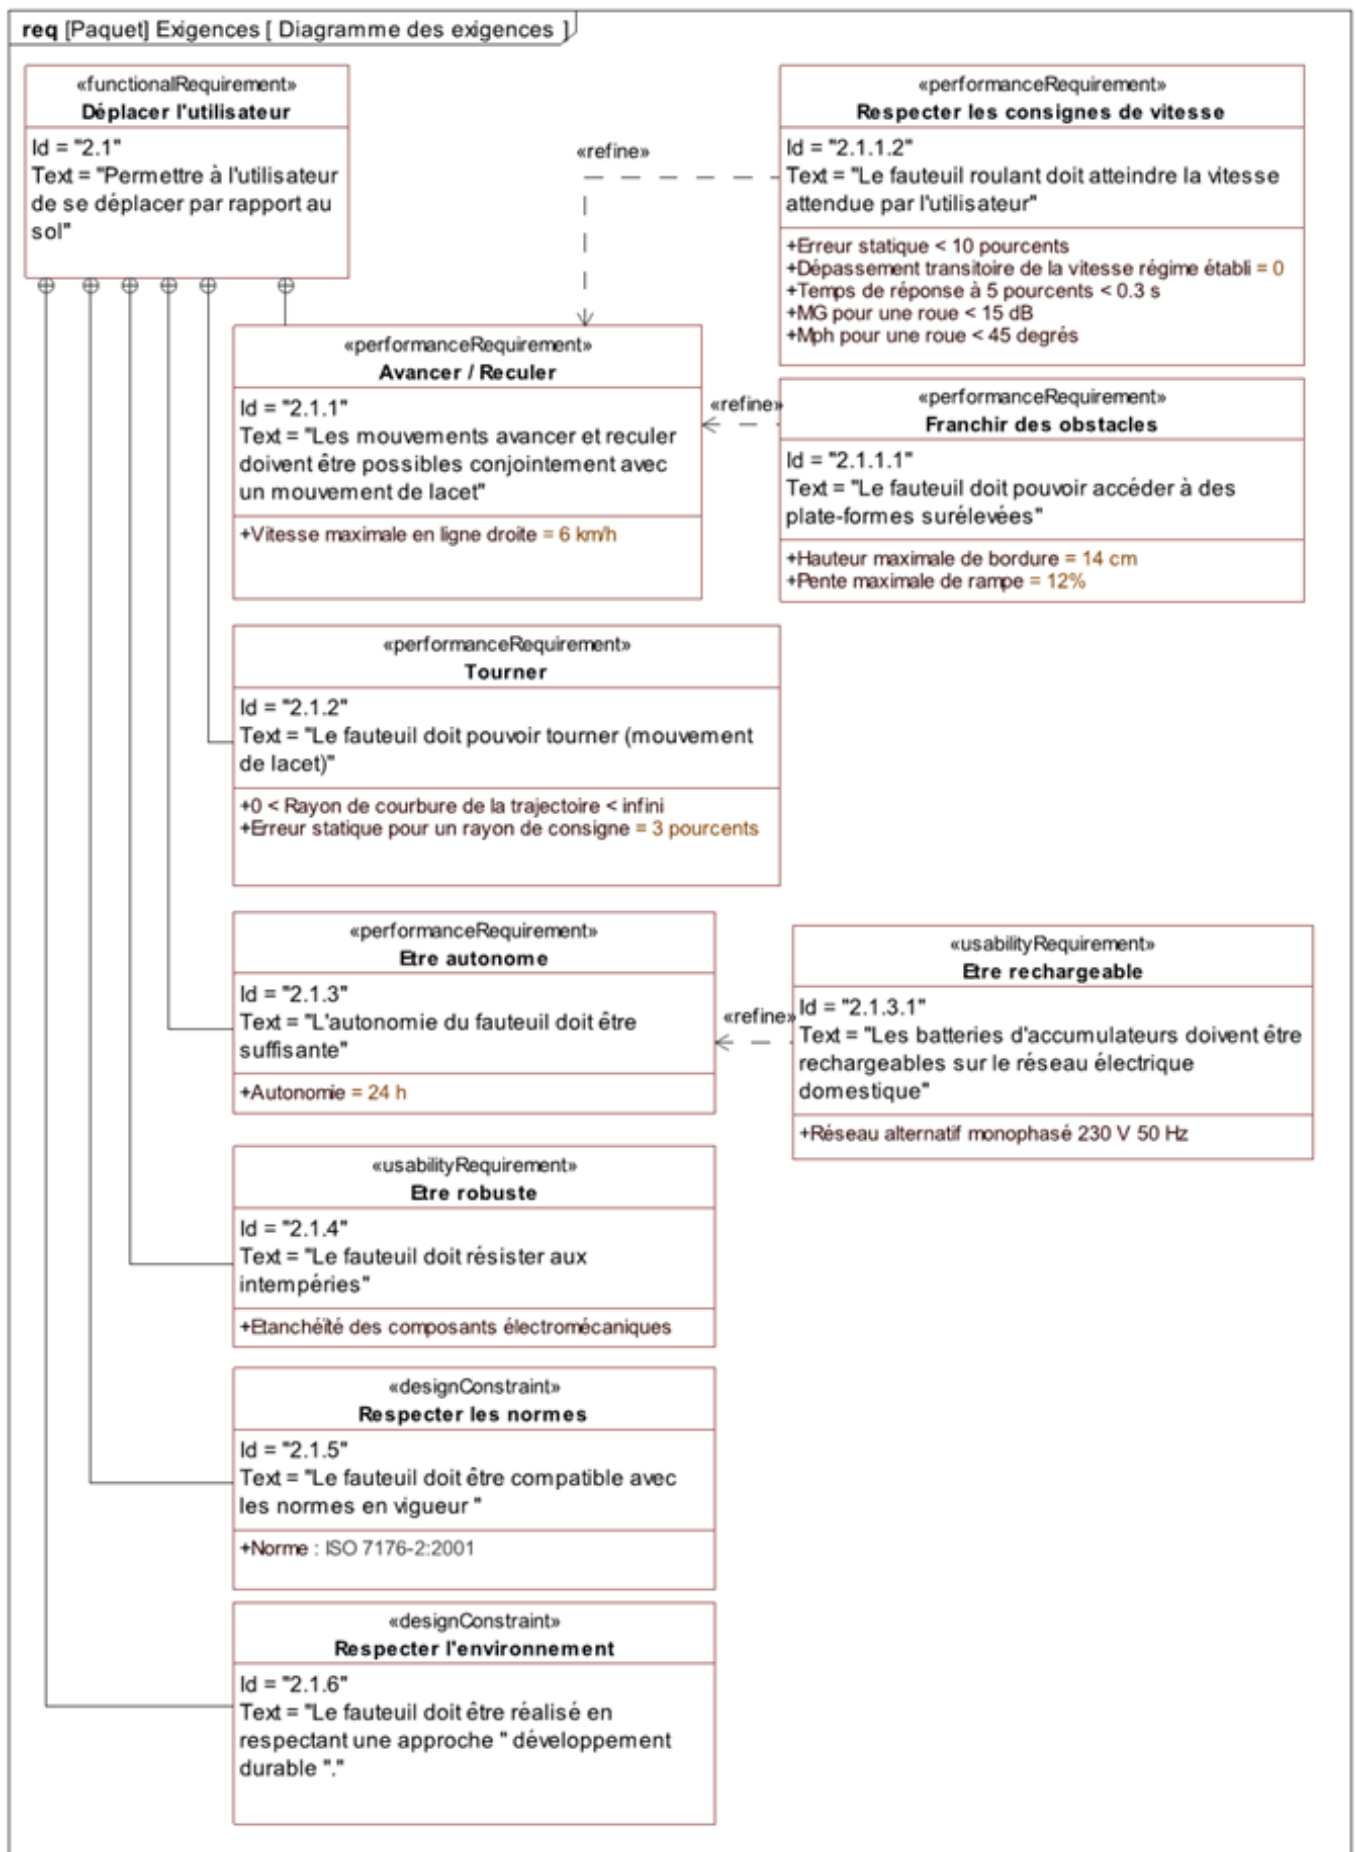 req [Paquet] Exigences [ Diagramme des exigences ]
«functionalRequirement»
Déplacer l'utilisateur
Id = "2.1"
Text = "Permettre à l'utilisateur
de se déplacer par rapport au
sol"
«refine»
«performanceRequirement»
Respecter les consignes de vitesse
Id = "2.1.1.2"
Text = "Le fauteuil roulant doit atteindre la vitesse
attendue par l'utilisateur"
+Erreur statique < 10 pourcents
+Dépassement transitoire de la vitesse régime établi = 0
+Temps de réponse à 5 pourcents < 0.3 s
+MG pour une roue < 15 dB
+Mph pour une roue < 45 degrés
«performanceRequirement»
Avancer / Reculer
Id = "2.1.1"
Text = "Les mouvements avancer et reculer
doivent être possibles conjointement avec
un mouvement de lacet"
+Vitesse maximale en ligne droite = 6 km/h
«refine»
«performanceRequirement»
Franchir des obstacles
Id = "2.1.1.1"
Text = "Le fauteuil doit pouvoir accéder à des
plate-formes surélevées"
+Hauteur maximale de bordure = 14 cm
+Pente maximale de rampe = 12%
«performanceRequirement»
Tourner
Id = "2.1.2"
Text = "Le fauteuil doit pouvoir tourner (mouvement
de lacet)"
+0 < Rayon de courbure de la trajectoire < infini
+Erreur statique pour un rayon de consigne = 3 pourcents
«performanceRequirement»
Etre autonome
Id = "2.1.3"
Text = "L'autonomie du fauteuil doit être
suffisante"
+Autonomie = 24 h
«refine»
«usabilityRequirement»
Etre rechargeable
Id = "2.1.3.1"
Text = "Les batteries d'accumulateurs doivent être
rechargeables sur le réseau électrique
domestique"
+Réseau alternatif monophasé 230 V 50 Hz
«usabilityRequirement»
Etre robuste
Id = "2.1.4"
Text = "Le fauteuil doit résister aux
intempéries"
+Etanchéité des composants électromécaniques
«designConstraint»
Respecter les normes
Id = "2.1.5"
Text = "Le fauteuil doit être compatible avec
les normes en vigueur "
+Norme : ISO 7176-2:2001
«designConstraint»
Respecter l'environnement
Id = "2.1.6"
Text = "Le fauteuil doit être réalisé en
respectant une approche " développement
durable "."